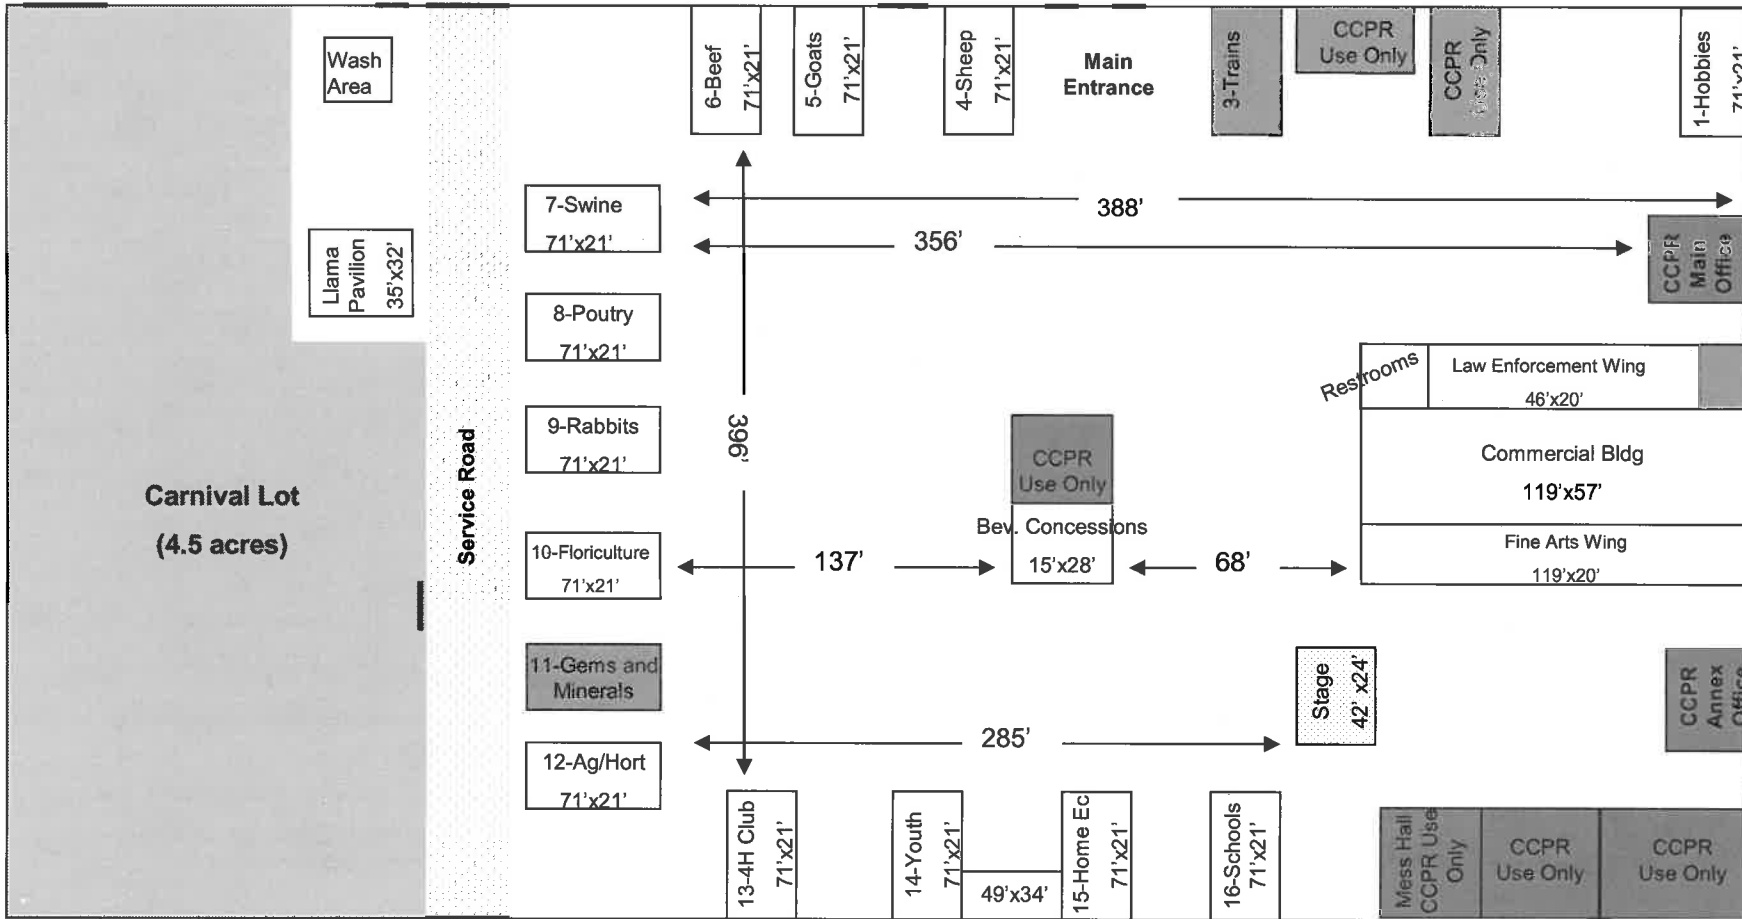 Wash
Area
6-Beef
71'x21'
5-Goats
71'x21'
4-Sheep
71'x21'
Main
Entrance
3-Trains
CCPR
Use Only
CCPR
Use Only
1-Hobbies
71'x21'
7-Swine
71'x21'
388'
356'
Llama
Pavilion
35'x32'
CCPR
Main
Office
8-Poutry
71'x21'
Restrooms
Law Enforcement Wing
46'x20'
9-Rabbits
71'x21'
396'
CCPR
Use Only
Commercial Bldg
119'x57'
Carnival Lot
(4.5 acres)
Service Road
Bev. Concessions
15'x28'
10-Floriculture
71'x21'
137'
68'
Fine Arts Wing
119'x20'
11-Gems and
Minerals
Stage
42' x24'
CCPR
Annex
Office
285'
12-Ag/Hort
71'x21'
13-4H Club
71'x21'
14-Youth
71'x21'
49'x34'
15-Home Ec
71'x21'
16-Schools
71'x21'
Mess Hall
CCPR Use
Only
CCPR
Use Only
CCPR
Use Only